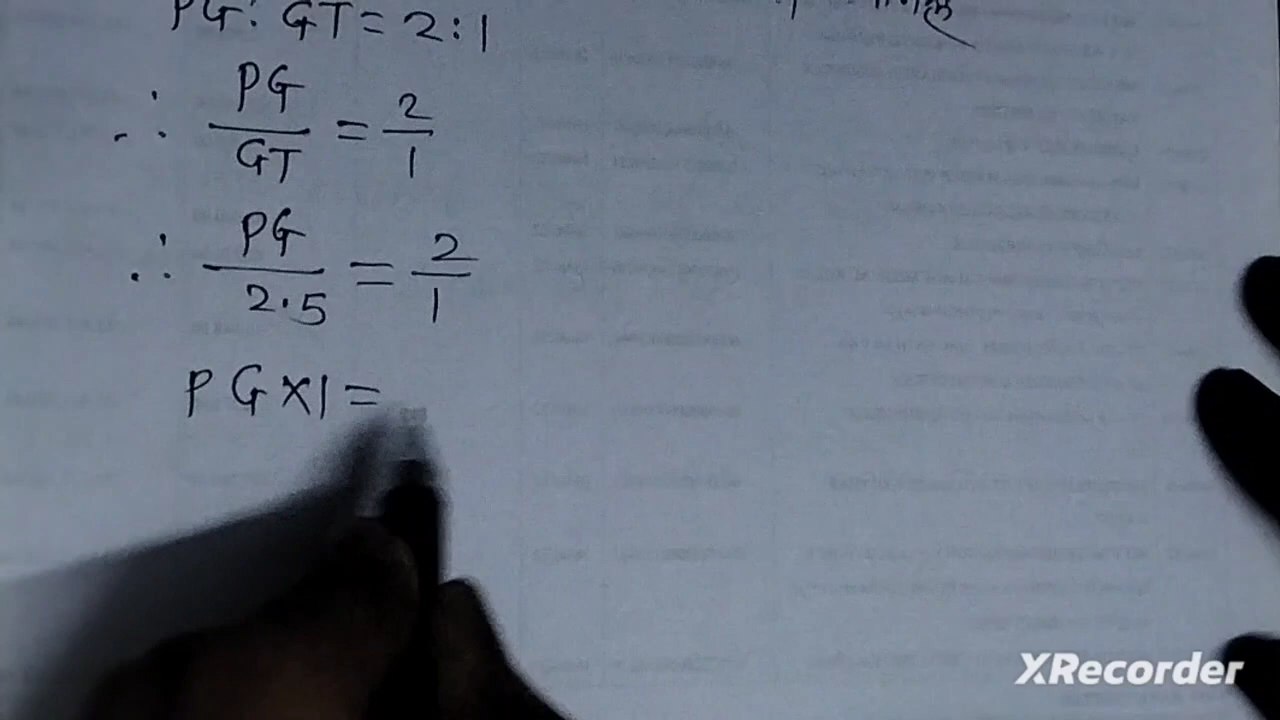 PG: GT = 2:1
∴ PG/GT = 2/1
∴ PG/2.5 = 2/1
PG×1 =
XRecorder